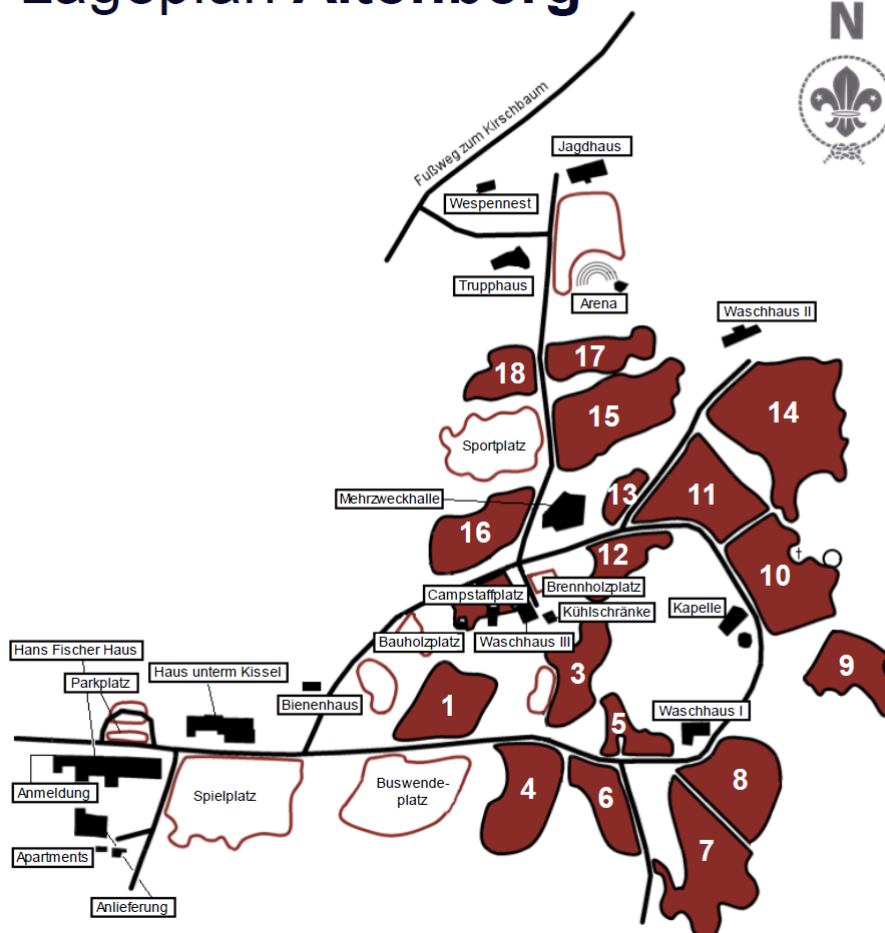 Lageplan Altenberg
N
Fußweg zum Kirschbaum
Jagdhaus
Wespennest
Trupphaus
Arena
Waschhaus II
17
18
15
14
Sportplatz
Mehrzweckhalle
13
11
16
12
10
†
Campstaffplatz
Brennholzplatz
Kühlschränke
Kapelle
Bauholzplatz
Waschhaus III
Hans Fischer Haus
Parkplatz
Haus unterm Kissel
Bienenhaus
1
3
9
5
Waschhaus I
Anmeldung
Spielplatz
Buswende-
platz
4
6
8
7
Apartments
Anlieferung